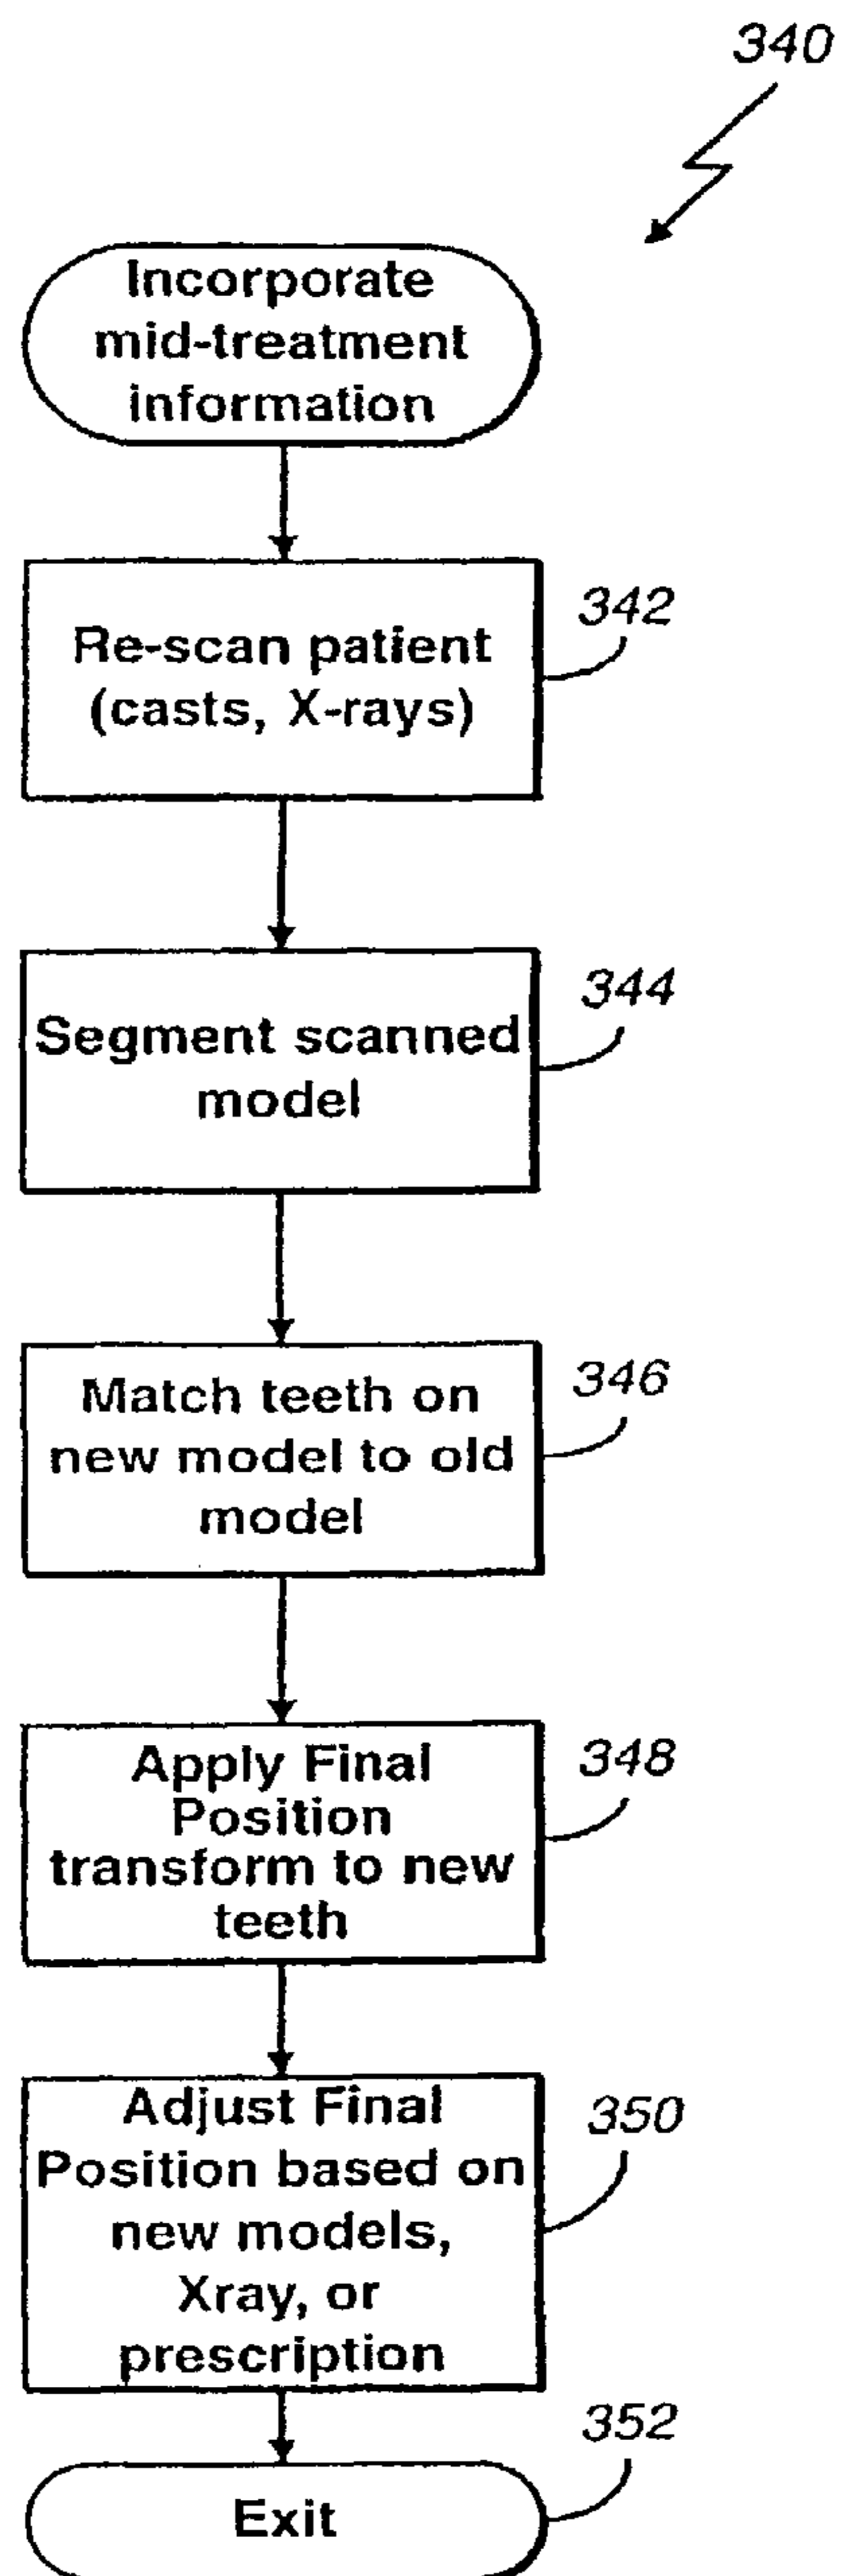 340
Incorporate
mid-treatment
information
342
Re-scan patient
(casts, X-rays)
344
Segment scanned
model
346
Match teeth on
new model to old
model
348
Apply Final
Position
transform to new
teeth
350
Adjust Final
Position based on
new models,
Xray, or
prescription
352
Exit